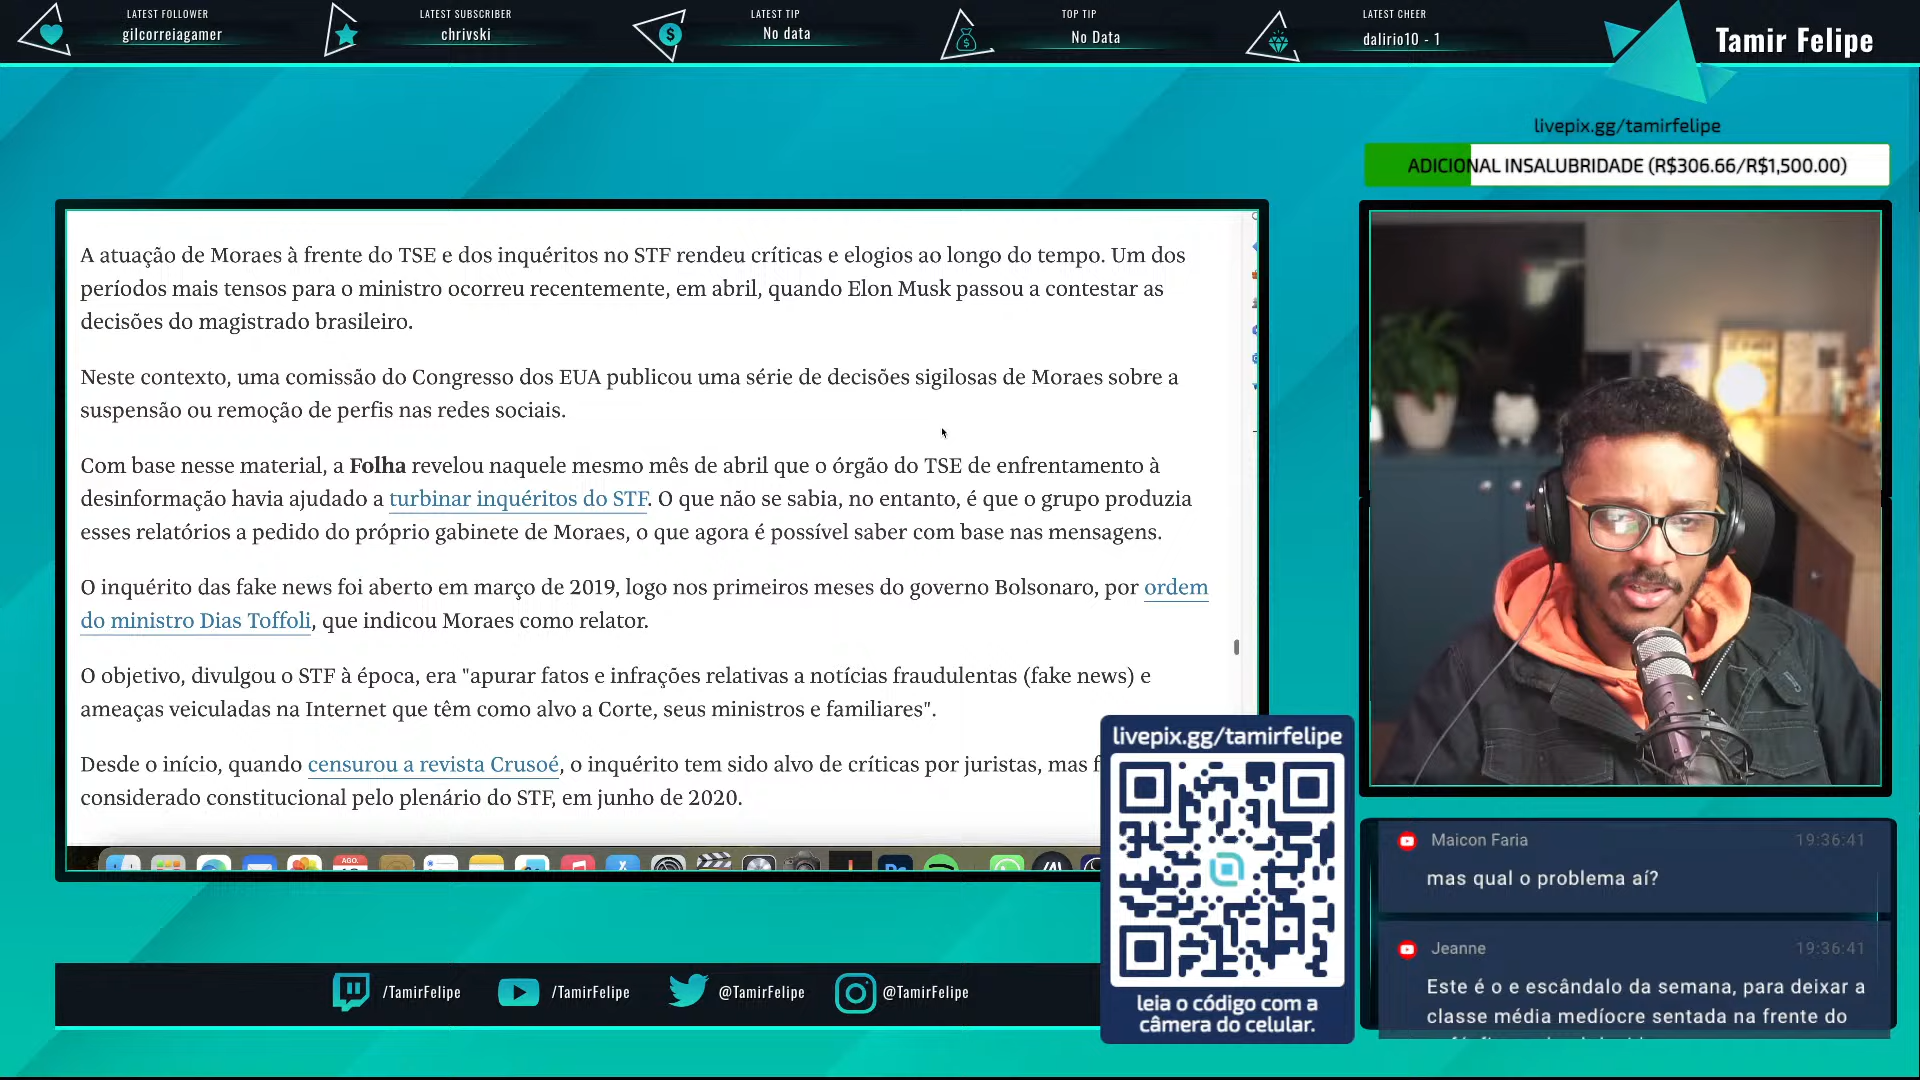 LATEST FOLLOWER
gilcorreiagamer
LATEST SUBSCRIBER
chrivski
LATEST TIP
No data
TOP TIP
No Data
LATEST CHEER
dalirio10 - 1
Tamir Felipe
livepix.gg/tamirfelipe
ADICIONAL INSALUBRIDADE (R$306.66/R$1,500.00)
A atuação de Moraes à frente do TSE e dos inquéritos no STF rendeu críticas e elogios ao longo do tempo. Um dos
períodos mais tensos para o ministro ocorreu recentemente, em abril, quando Elon Musk passou a contestar as
decisões do magistrado brasileiro.
Neste contexto, uma comissão do Congresso dos EUA publicou uma série de decisões sigilosas de Moraes sobre a
suspensão ou remoção de perfis nas redes sociais.
Com base nesse material, a Folha revelou naquele mesmo mês de abril que o órgão do TSE de enfrentamento à
desinformação havia ajudado a turbinar inquéritos do STF. O que não se sabia, no entanto, é que o grupo produzia
esses relatórios a pedido do próprio gabinete de Moraes, o que agora é possível saber com base nas mensagens.
O inquérito das fake news foi aberto em março de 2019, logo nos primeiros meses do governo Bolsonaro, por ordem
do ministro Dias Toffoli, que indicou Moraes como relator.
O objetivo, divulgou o STF à época, era "apurar fatos e infrações relativas a notícias fraudulentas (fake news) e
ameaças veiculadas na Internet que têm como alvo a Corte, seus ministros e familiares".
Desde o início, quando censurou a revista Crusoé, o inquérito tem sido alvo de críticas por juristas, mas f
considerado constitucional pelo plenário do STF, em junho de 2020.
AGO.
livepix.gg/tamirfelipe
leia o código com a
câmera do celular.
Maicon Faria 19:36:41
mas qual o problema aí?
Jeanne 19:36:41
Este é o e escândalo da semana, para deixar a
classe média medíocre sentada na frente do
/TamirFelipe
/TamirFelipe
@TamirFelipe
@TamirFelipe